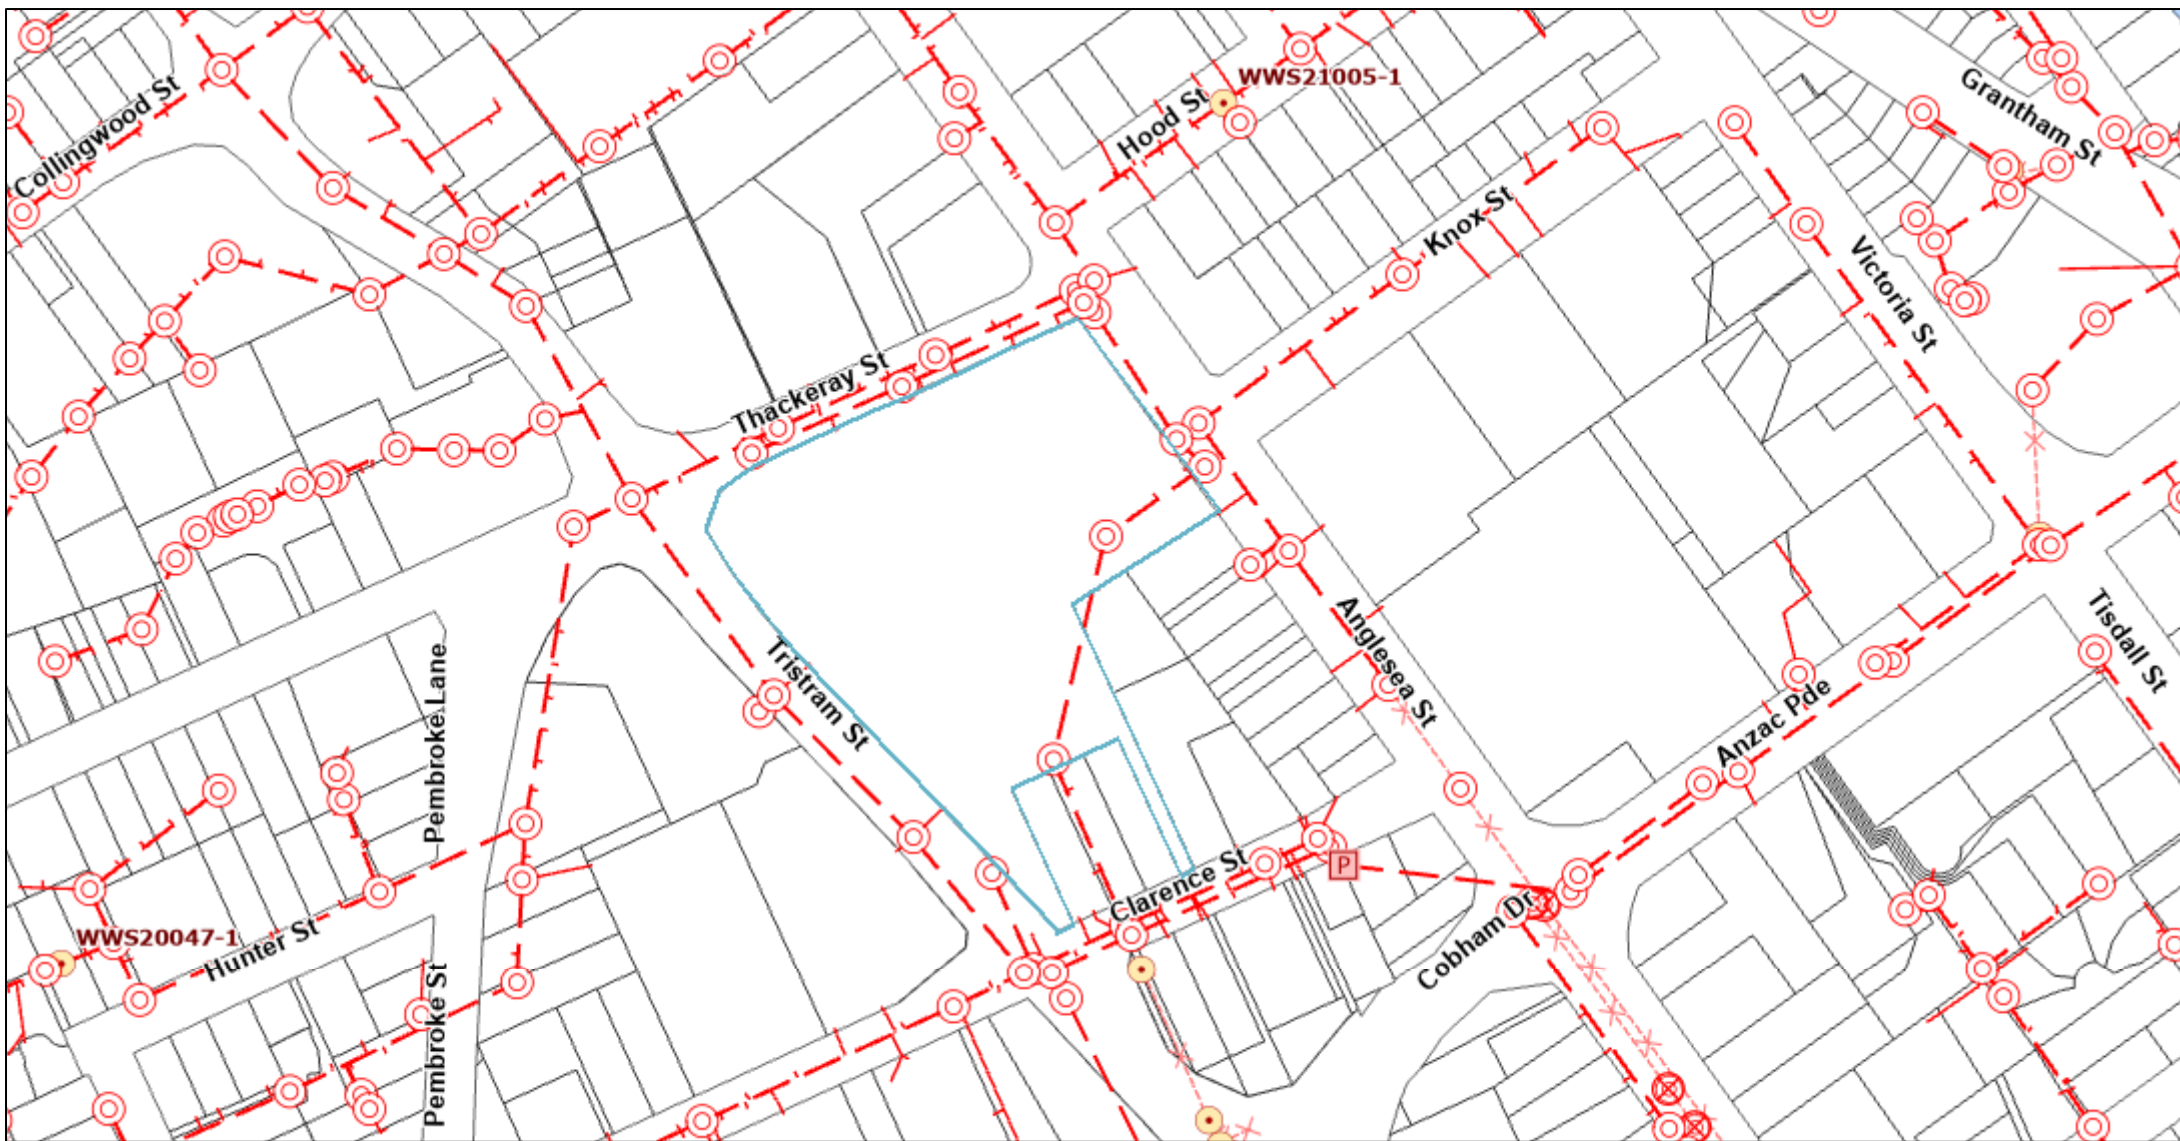 WWS21005-1
Grantham St
Collingwood St
Hood St
Knox St
Victoria St
Thackeray St
Tisdall St
Anglesea St
Tristram St
Pembroke Lane
Anzac Pde
P
Clarence St
Cobham Dr
WWS20047-1
Hunter St
Pembroke St